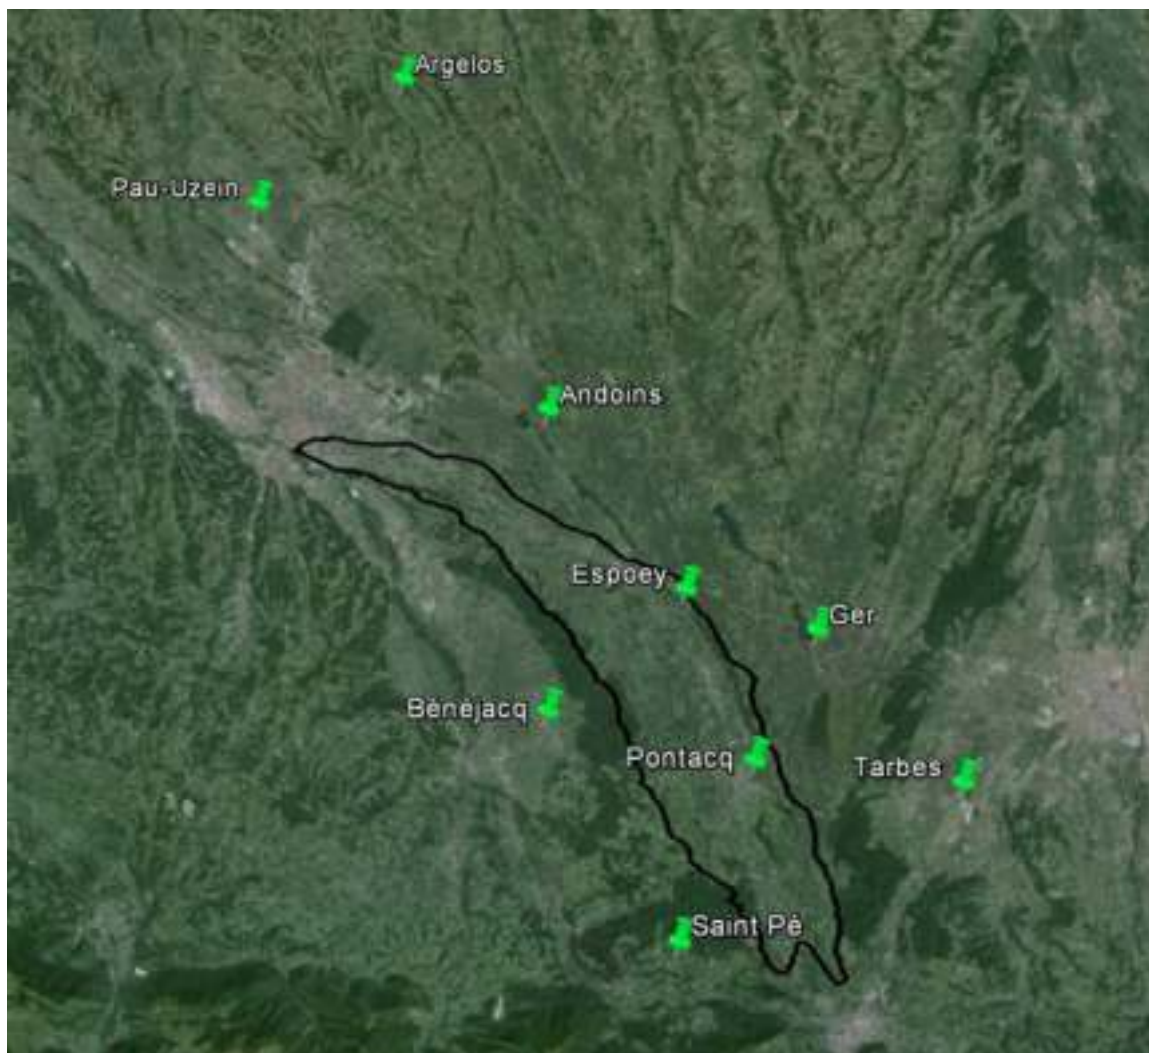 Argelos
Pau-Uzein
Andoins
Espoey
Ger
Bénéjacq
Pontacq
Tarbes
Saint Pé